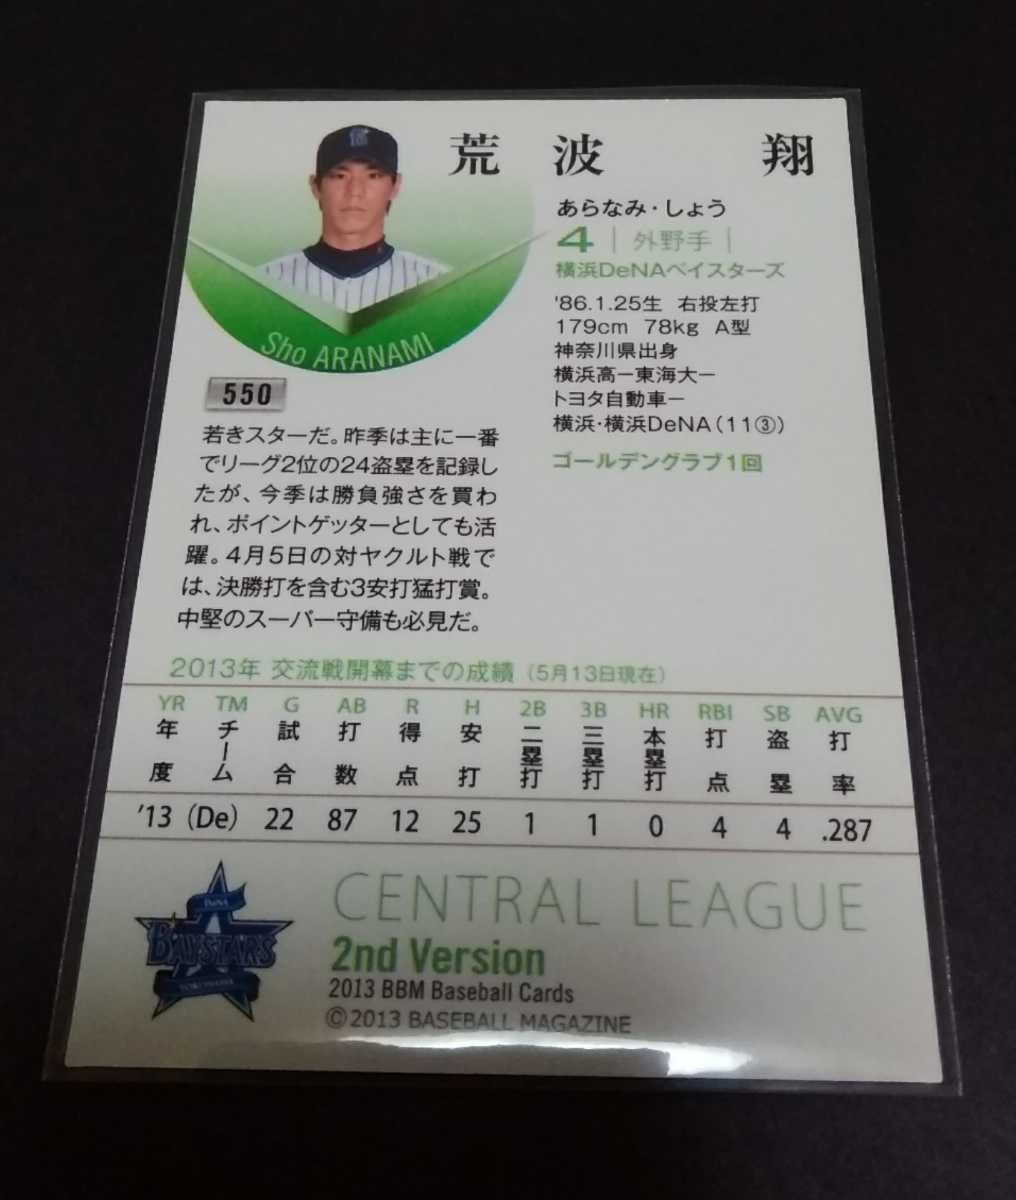 荒波 翔
あらなみ・しょう
4 | 外野手 |
横浜DeNAベイスターズ
'86.1.25生 右投左打
179cm 78kg A型
神奈川県出身
横浜高ー東海大ー
トヨタ自動車ー
横浜・横浜DeNA(11③)
ゴールデングラブ1回
Sho ARANAMI
550
若きスターだ。昨季は主に一番
でリーグ2位の24盗塁を記録し
たが、今季は勝負強さを買わ
れ、ポイントゲッターとしても活
躍。4月5日の対ヤクルト戦で
は、決勝打を含む3安打猛打賞。
中堅のスーパー守備も必見だ。
2013年 交流戦開幕までの成績(5月13日現在)
YR TM G AB R H 2B 3B HR RBI SB AVG
年度 チーム 試合 打数 得点 安打 二塁打 三塁打 本塁打 打点 盗塁 打率
'13 (De) 22 87 12 25 1 1 0 4 4 .287
DeNA
BAYSTARS
YOKOHAMA
CENTRAL LEAGUE
2nd Version
2013 BBM Baseball Cards
©2013 BASEBALL MAGAZINE